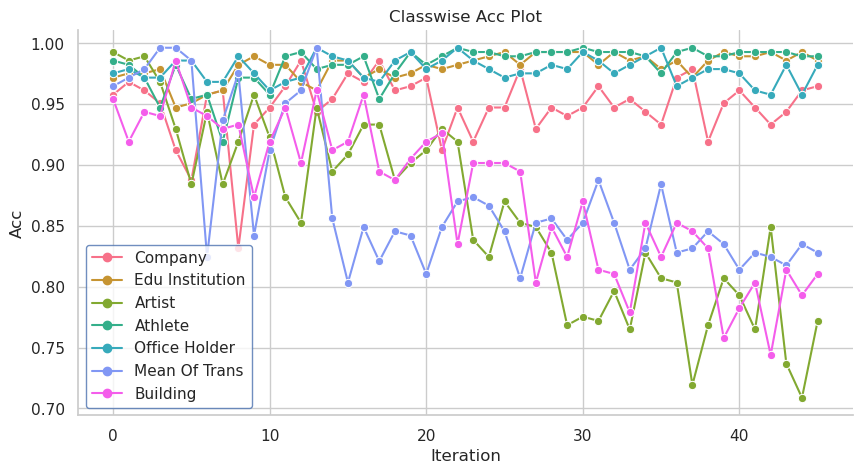 Classwise Acc Plot
Acc
1.00
0.95
0.90
0.85
0.80
0.75
0.70
Company
Edu Institution
Artist
Athlete
Office Holder
Mean Of Trans
Building
0 10 20 30 40
Iteration